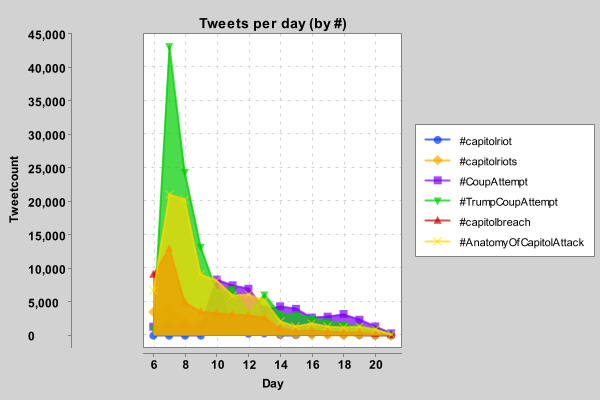 Tweets per day (by #)
45,000
40,000
35,000
30,000
25,000
20,000
15,000
10,000
5,000
0
Tweetcount
6 8 10 12 14 16 18 20
Day
#capitolriot
#capitolriots
#CoupAttempt
#TrumpCoupAttempt
#capitolbreach
#AnatomyOfCapitolAttack